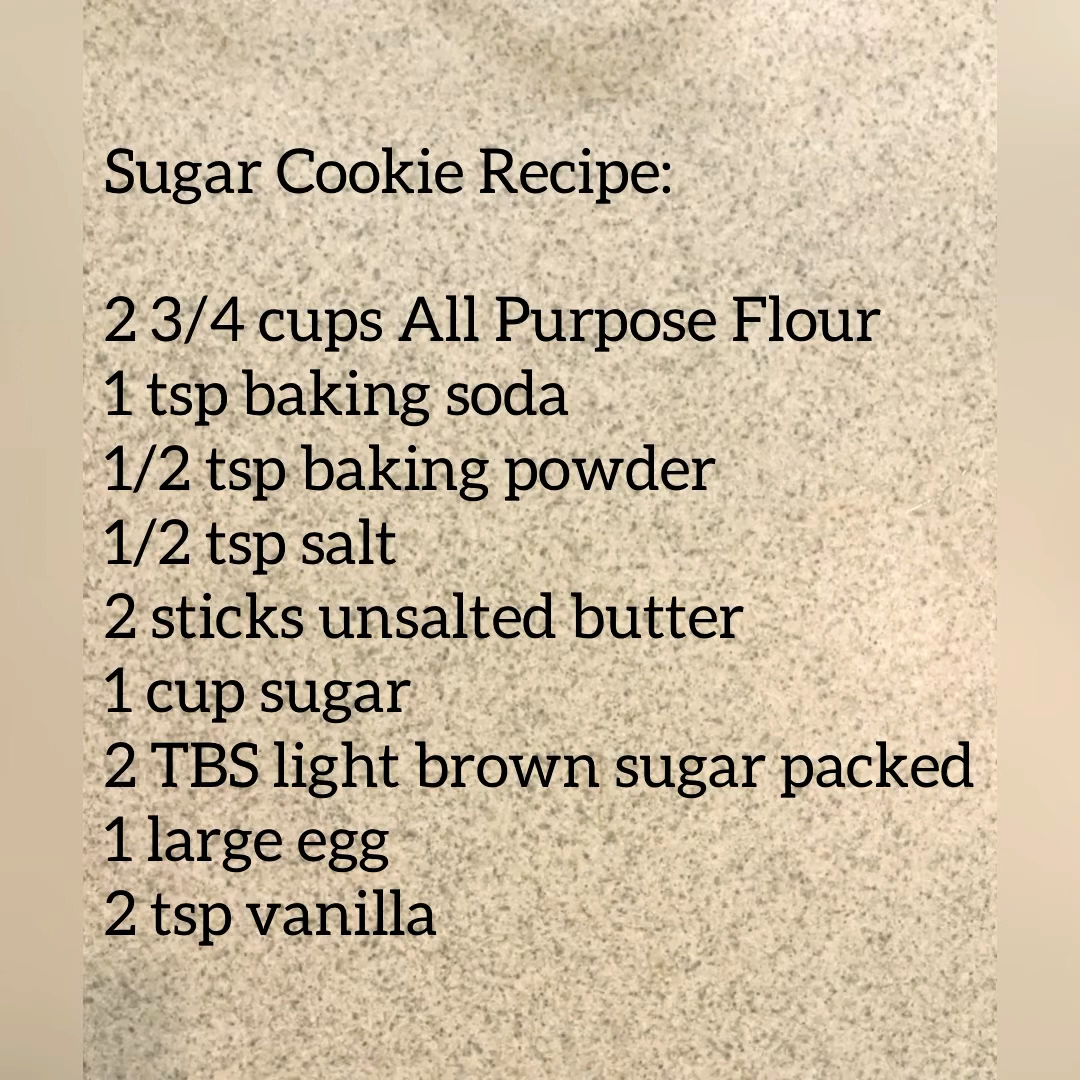 Sugar Cookie Recipe:
2 3/4 cups All Purpose Flour
1 tsp baking soda
1/2 tsp baking powder
1/2 tsp salt
2 sticks unsalted butter
1 cup sugar
2 TBS light brown sugar packed
1 large egg
2 tsp vanilla